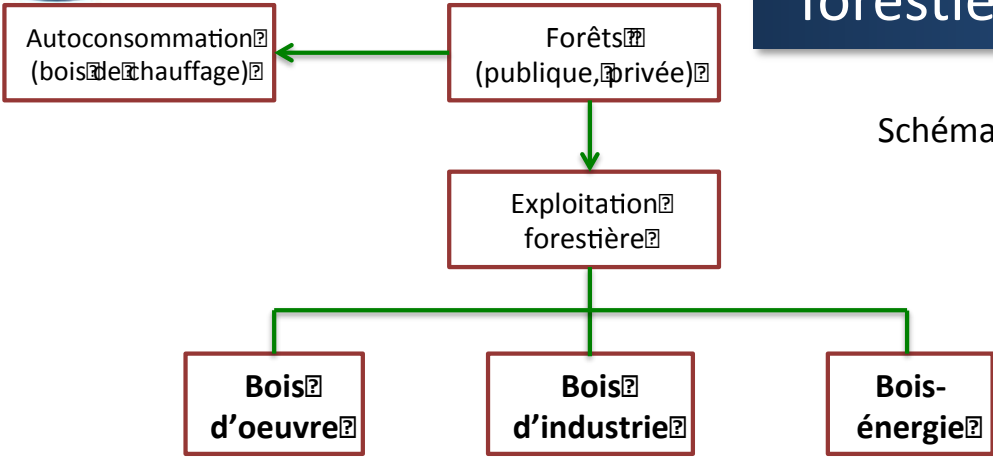 forestiè
Autoconsommation
(bois de chauffage)
Forêts
(publique, privée)
Schéma
Exploitation
forestière
Bois
d'oeuvre
Bois
d'industrie
Bois-
énergie